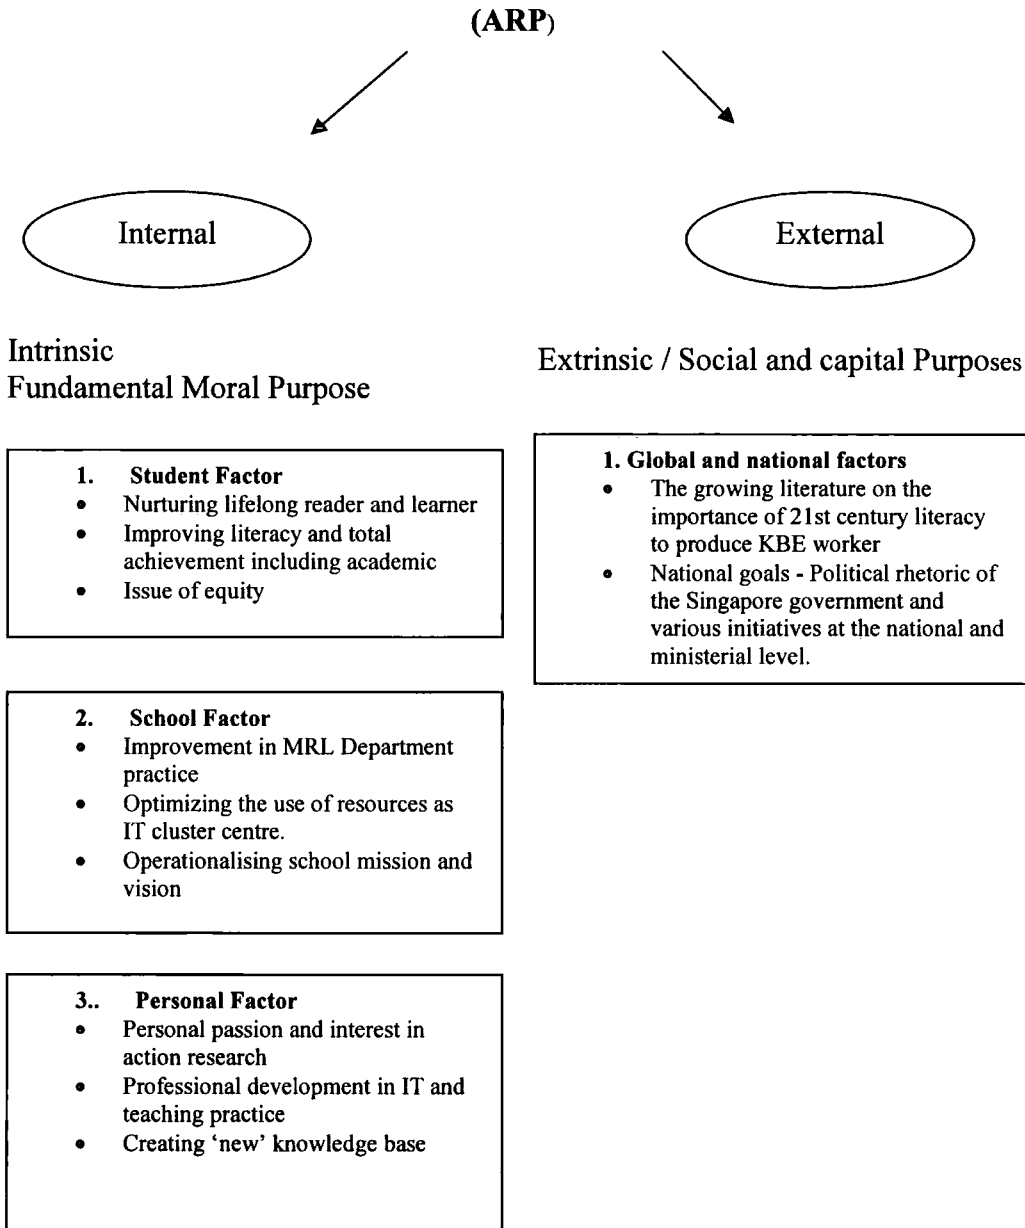 (ARP)
Internal
External
Intrinsic
Fundamental Moral Purpose
Extrinsic / Social and capital Purposes
1. Student Factor
• Nurturing lifelong reader and learner
• Improving literacy and total
achievement including academic
• Issue of equity
2. School Factor
• Improvement in MRL Department
practice
• Optimizing the use of resources as
IT cluster centre.
• Operationalising school mission and
vision
3.. Personal Factor
• Personal passion and interest in
action research
• Professional development in IT and
teaching practice
• Creating ‘new’ knowledge base
1. Global and national factors
• The growing literature on the
importance of 21st century literacy
to produce KBE worker
• National goals - Political rhetoric of
the Singapore government and
various initiatives at the national and
ministerial level.